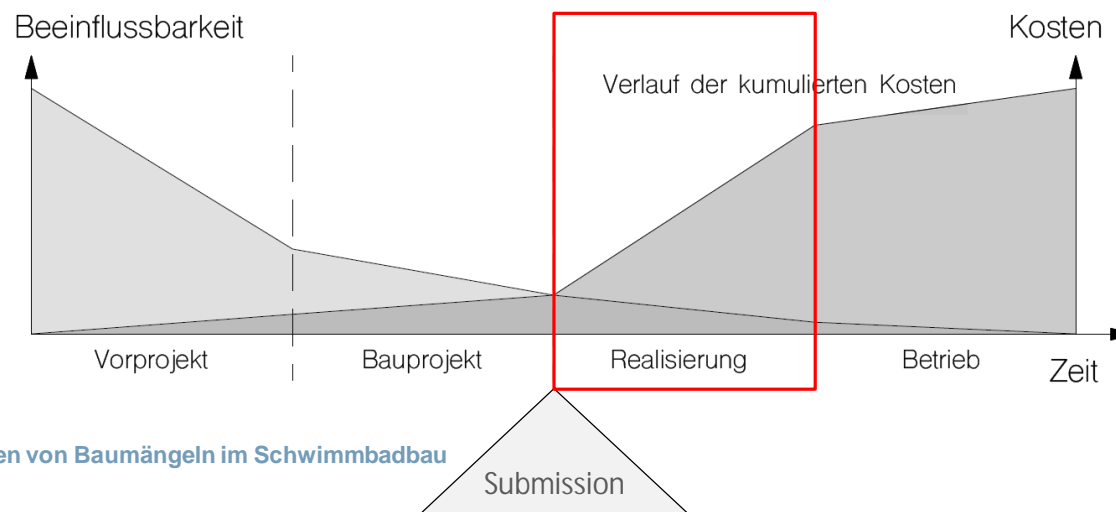 Beeinflussbarkeit
Kosten
Verlauf der kumulierten Kosten
Vorprojekt
Bauprojekt
Realisierung
Betrieb
Zeit
en von Baumängeln im Schwimmbadbau
Submission